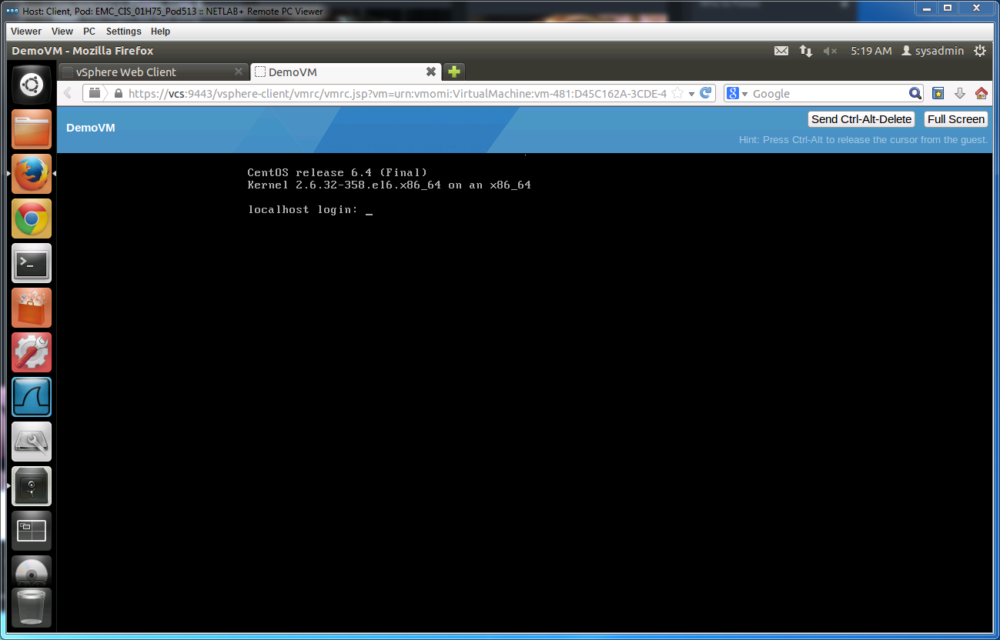 Host: Client, Pod: EMC_CIS_01H75_Pod513 :: NETLAB+ Remote PC Viewer
Viewer View PC Settings Help
DemoVM - Mozilla Firefox
5:19 AM sysadmin
vSphere Web Client
DemoVM
https://vcs:9443/vsphere-client/vmrc/vmrc.jsp?vm=urn:vmomi:VirtualMachine:vm-481:D45C162A-3CDE-4
8 Google
DemoVM
Send Ctrl-Alt-Delete
Full Screen
Hint: Press Ctrl-Alt to release the cursor from the guest.
CentOS release 6.4 (Final)
Kernel 2.6.32-358.el6.x86_64 on an x86_64
localhost login: _